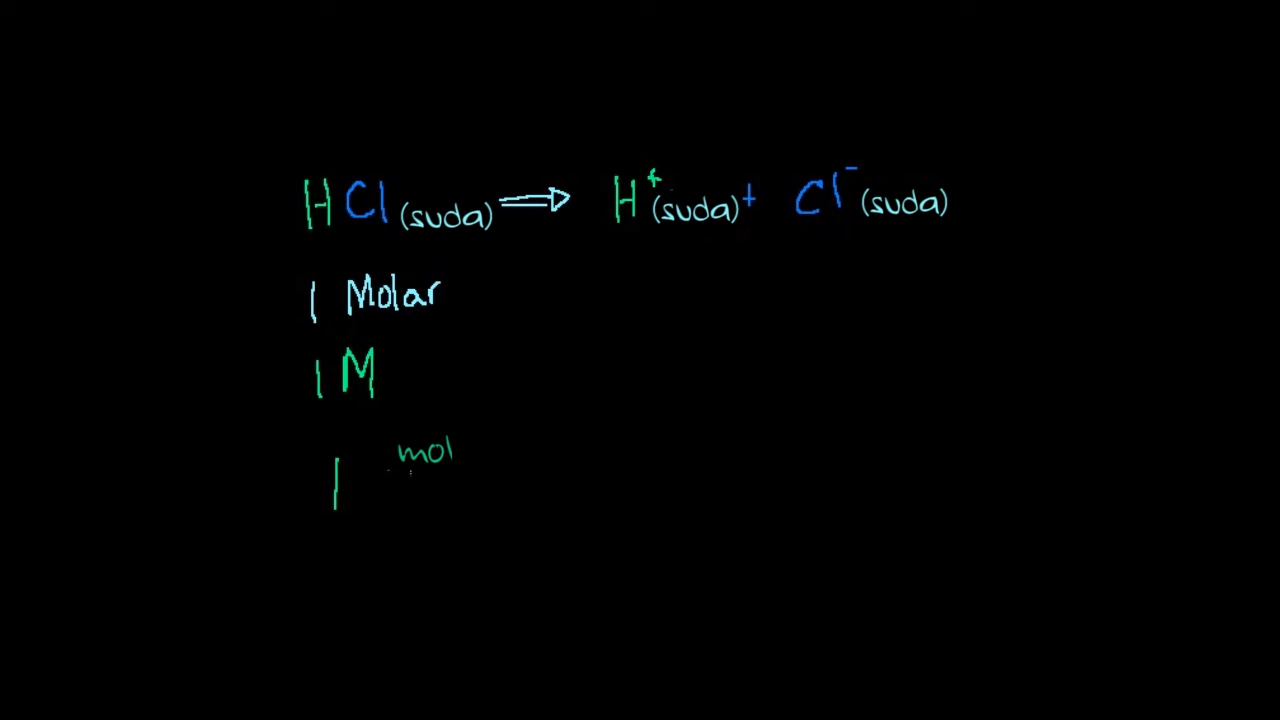 HCl(suda) ⇒ H⁺(suda) + Cl⁻(suda)
1 Molar
1 M
1 mol